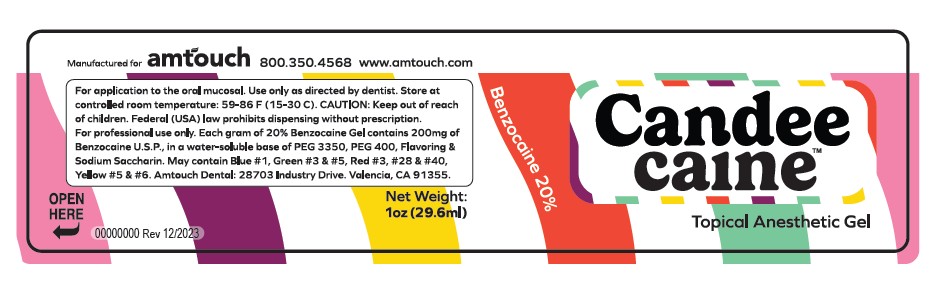 Manufactured for amtouch 800.350.4568 www.amtouch.com
For application to the oral mucosal. Use only as directed by dentist. Store at
controlled room temperature: 59-86 F (15-30 C). CAUTION: Keep out of reach
of children. Federal (USA) law prohibits dispensing without prescription.
For professional use only. Each gram of 20% Benzocaine Gel contains 200mg of
Benzocaine U.S.P., in a water-soluble base of PEG 3350, PEG 400, Flavoring &
Sodium Saccharin. May contain Blue #1, Green #3 & #5, Red #3, #28 & #40,
Yellow #5 & #6. Amtouch Dental: 28703 Industry Drive. Valencia, CA 91355.
OPEN
HERE
00000000 Rev 12/2023
Net Weight:
1oz (29.6ml)
Benzocaine 20%
Candee
caine™
Topical Anesthetic Gel